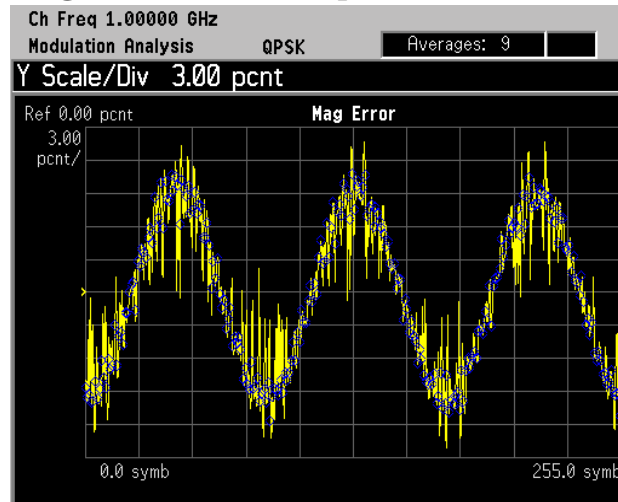 Ch Freq 1.00000 GHz
Modulation Analysis QPSK Averages: 9
Y Scale/Div 3.00 pcnt
Ref 0.00 pcnt Mag Error
3.00
pcnt/
0.0 symb 255.0 symb